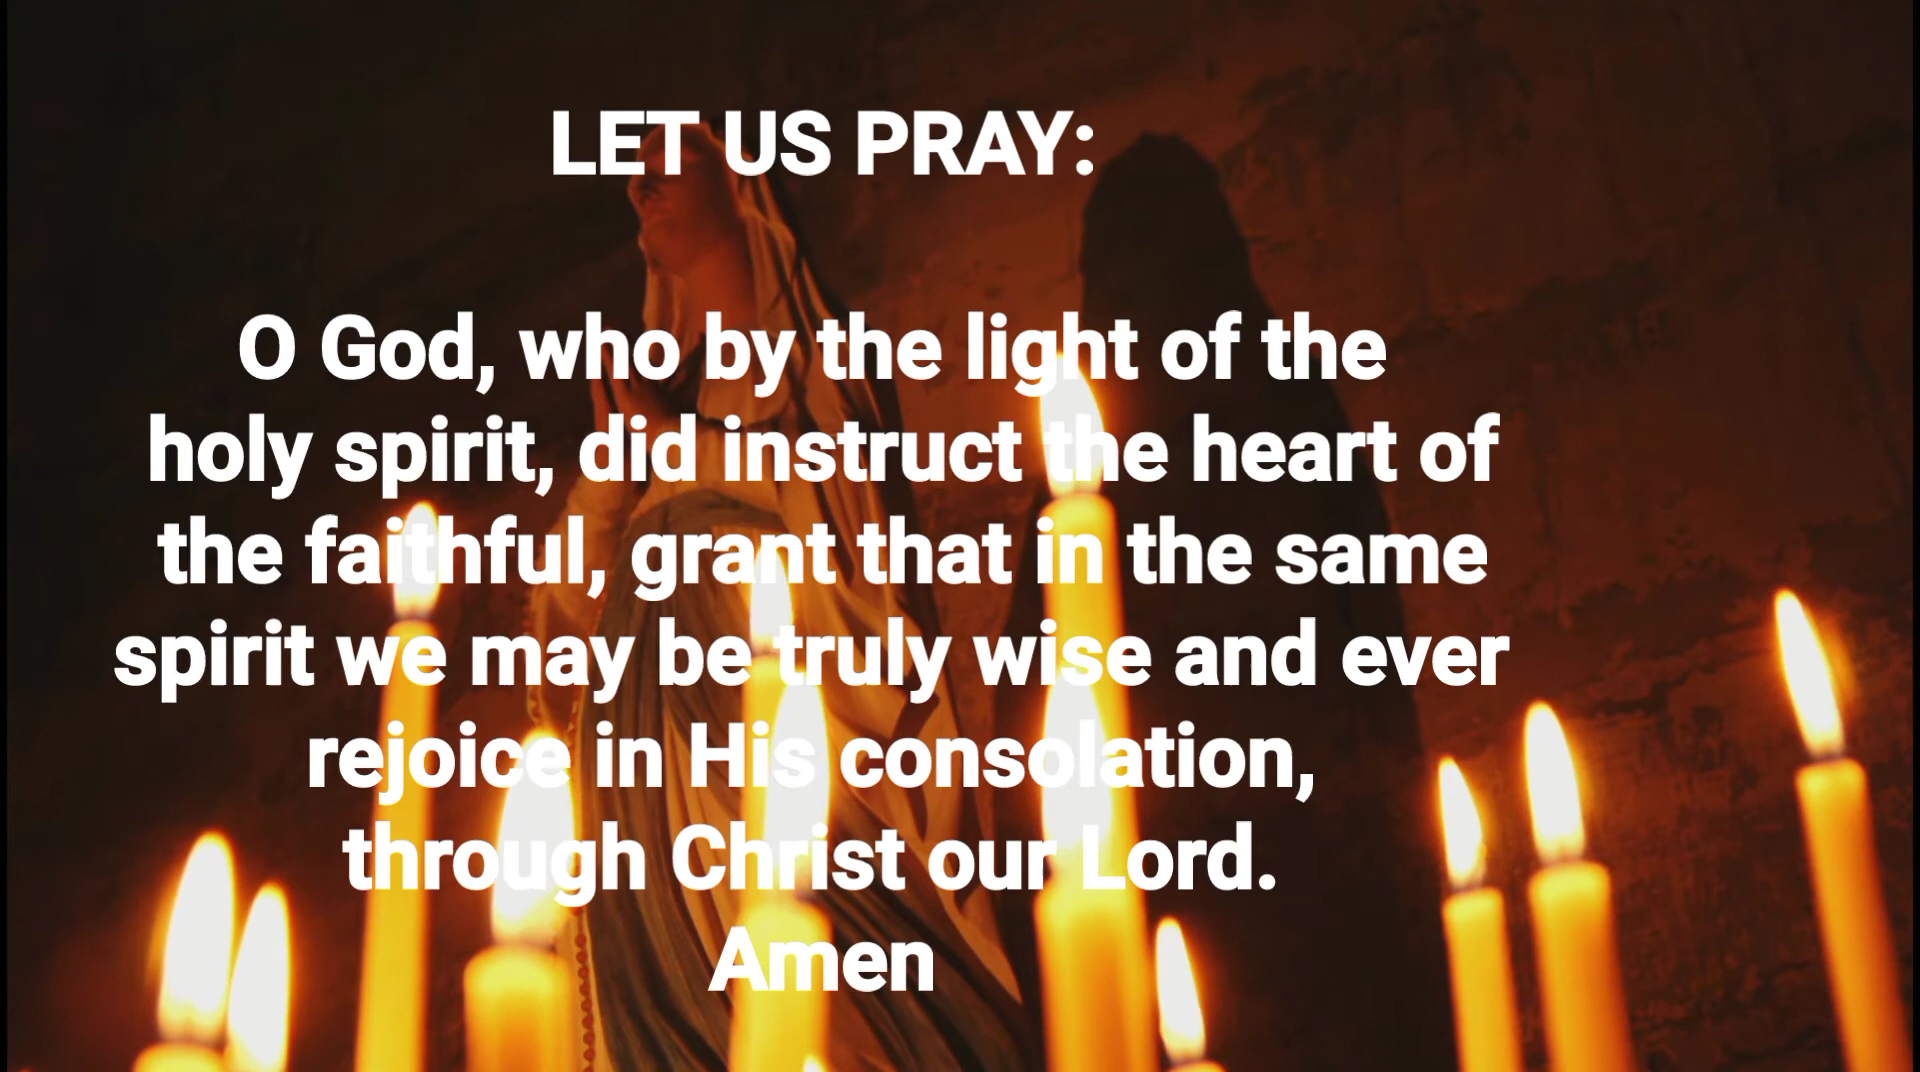 LET US PRAY:
O God, who by the light of the
holy spirit, did instruct the heart of
the faithful, grant that in the same
spirit we may be truly wise and ever
rejoice in His consolation,
through Christ our Lord.
Amen